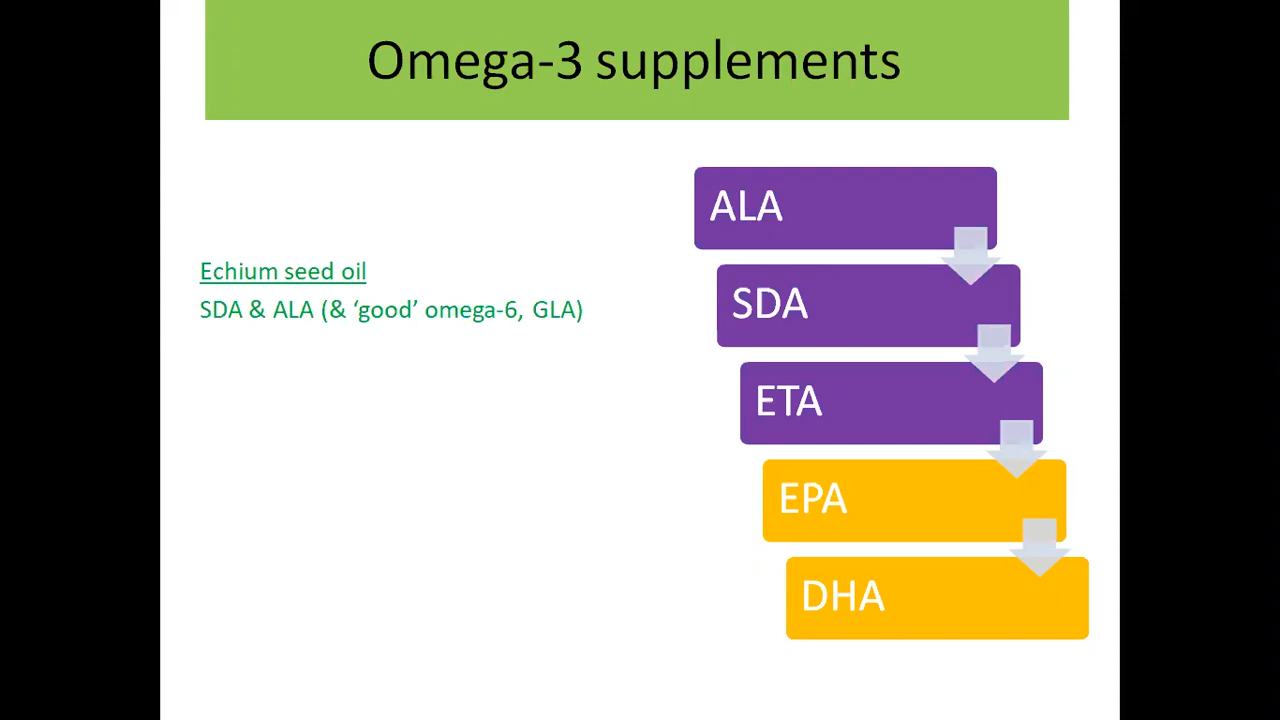 Omega-3 supplements
Echium seed oil
SDA & ALA (& ‘good’ omega-6, GLA)
ALA
SDA
ETA
EPA
DHA